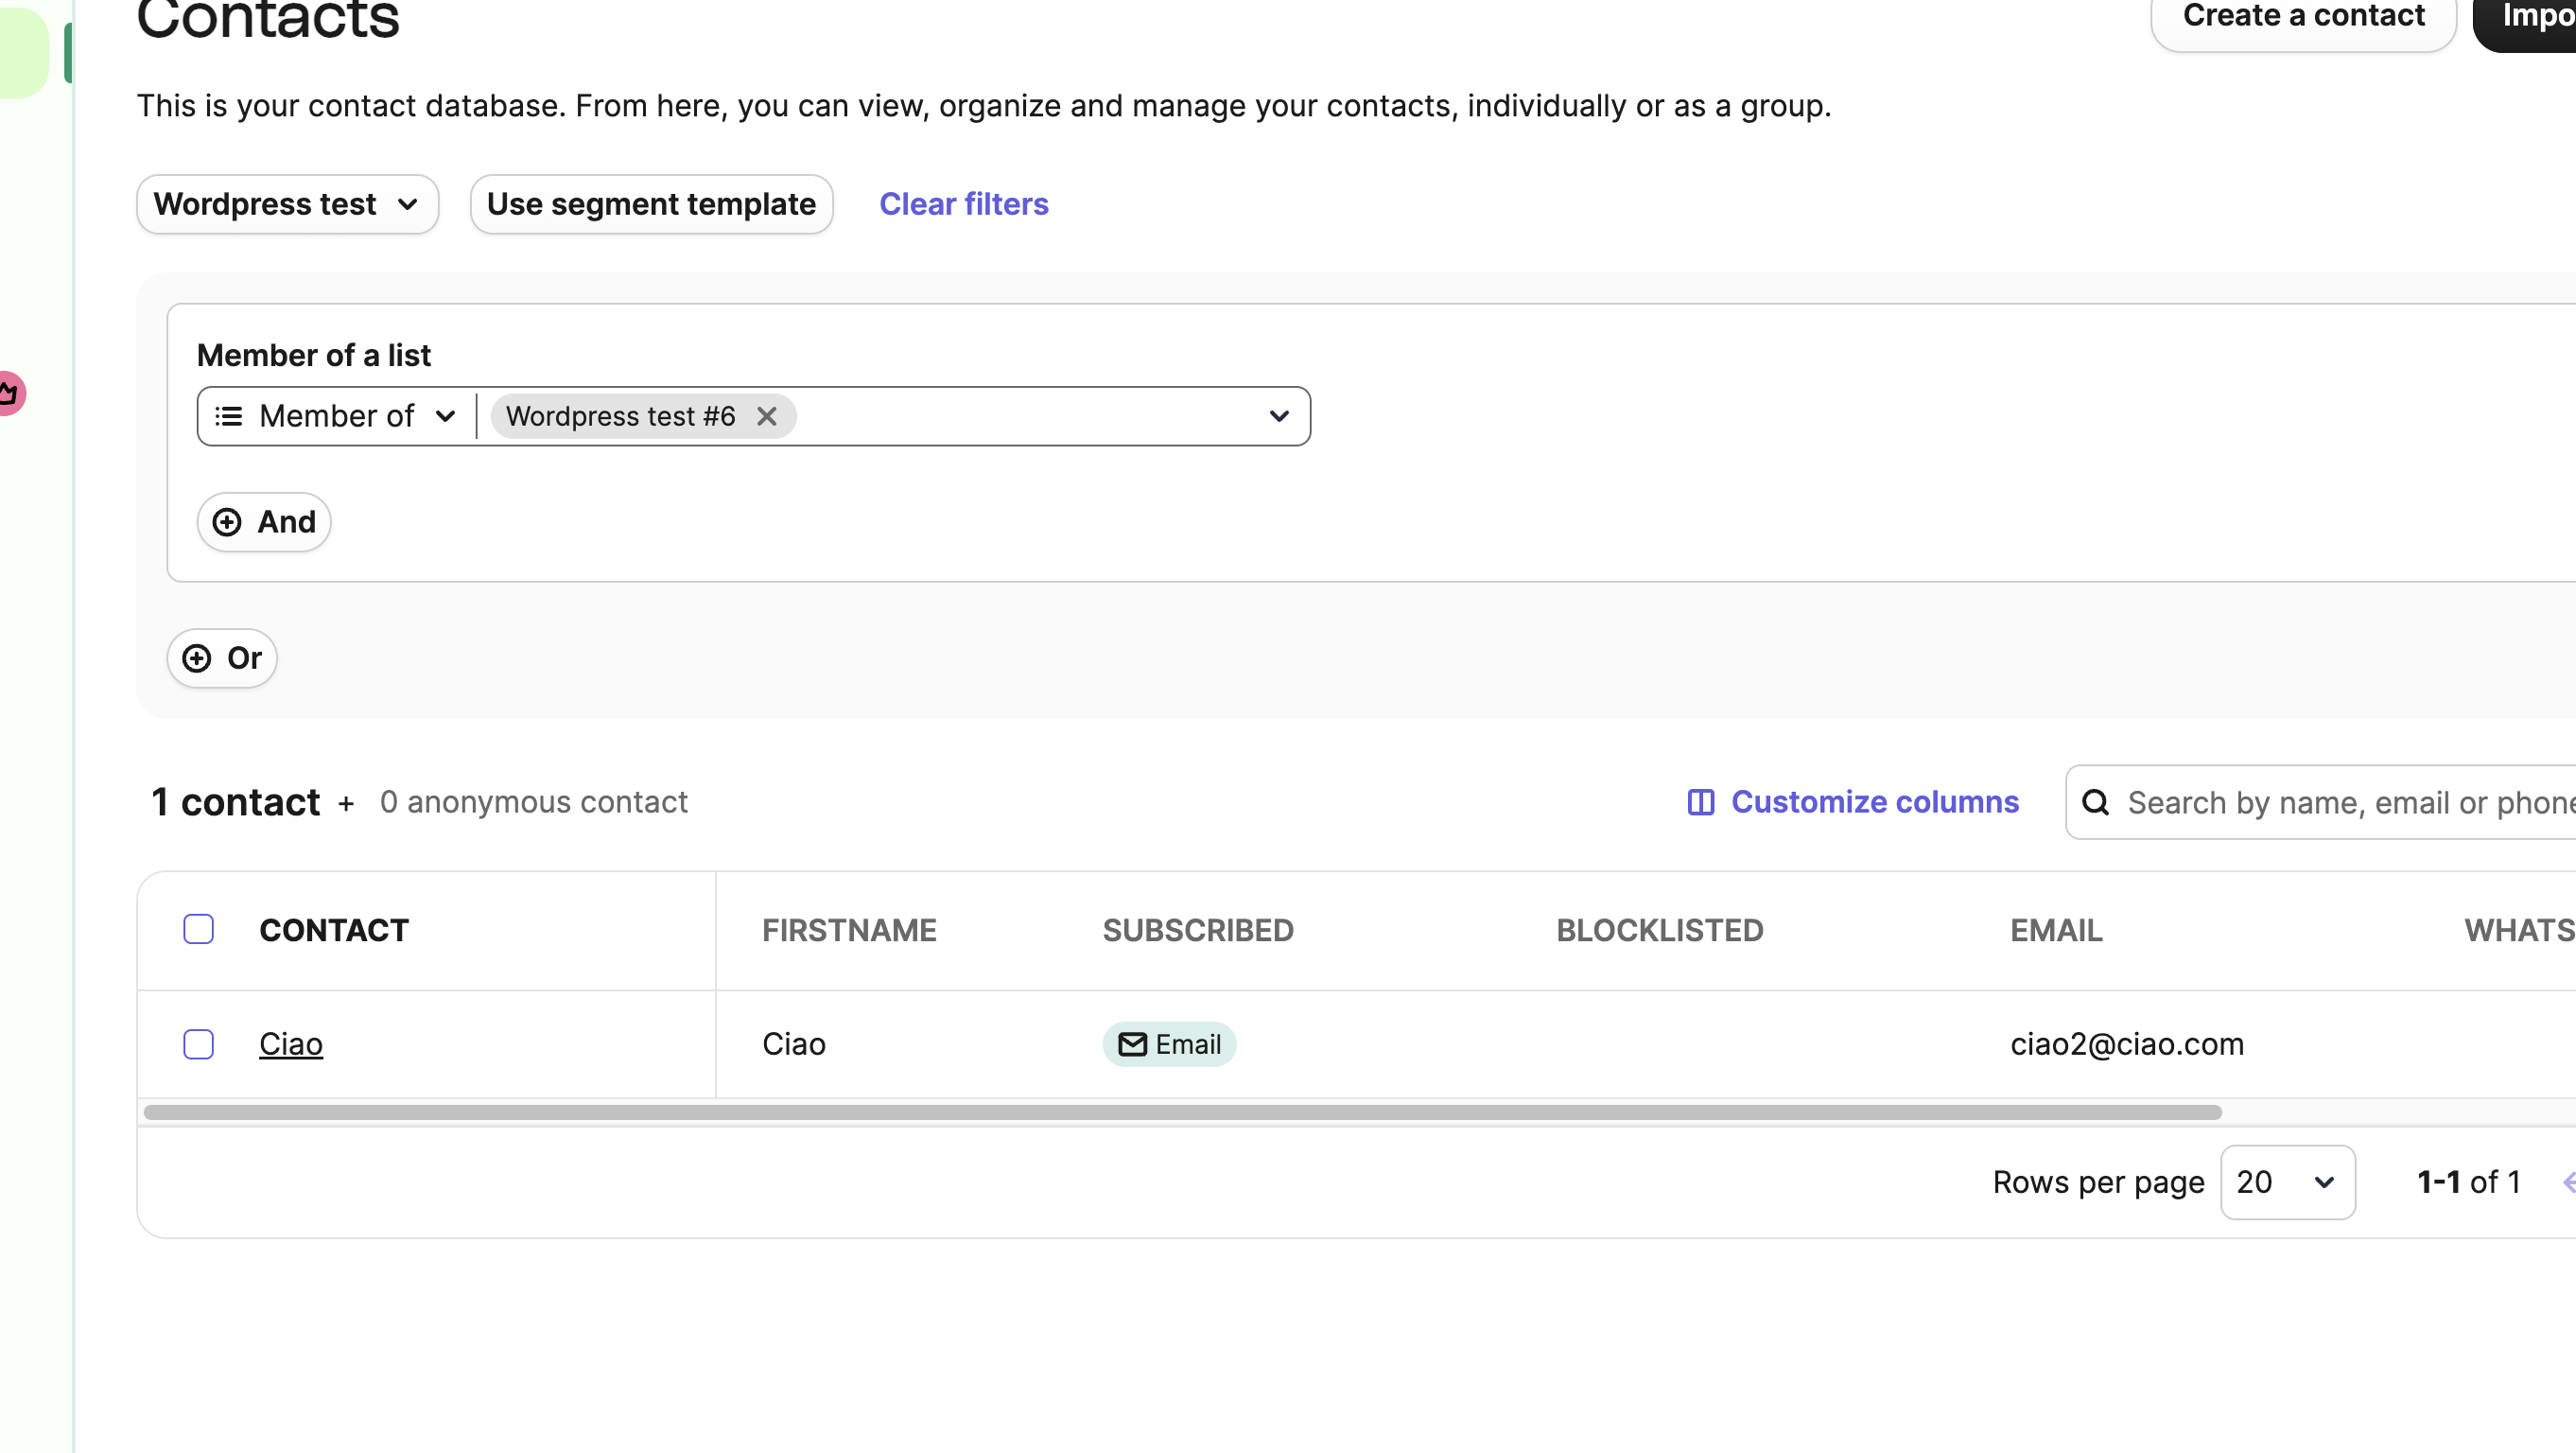 Contacts
Create a contact
This is your contact database. From here, you can view, organize and manage your contacts, individually or as a group.
Wordpress test
Use segment template
Clear filters
Member of a list
Member of
Wordpress test #6
And
Or
1 contact + 0 anonymous contact
Customize columns
Search by name, email or phone
CONTACT FIRSTNAME SUBSCRIBED BLOCKLISTED EMAIL
Ciao Ciao Email ciao2@ciao.com
Rows per page 20 1-1 of 1